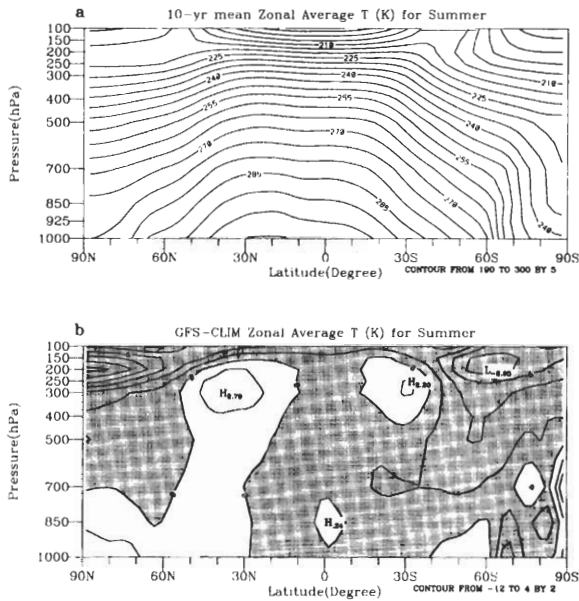 a 10-yr mean Zonal Average T (K) for Summer
100
150
200
250
300
400
500
700
850
925
1000
Pressure(hPa)
210
225 225 210
240 240 225
255 255 240
270 270 255
285 285 270 240
90N 60N 30N 0 30S 60S 90S
Latitude(Degree) CONTOUR FROM 190 TO 300 BY 5
b GFS-CLIM Zonal Average T (K) for Summer
100
150
200
250
300
500
700
850
1000
Pressure(hPa)
H
H
L
H .24
90N 60N 30N 0 30S 60S 90S
Latitude(Degree) CONTOUR FROM -12 TO 4 BY 2